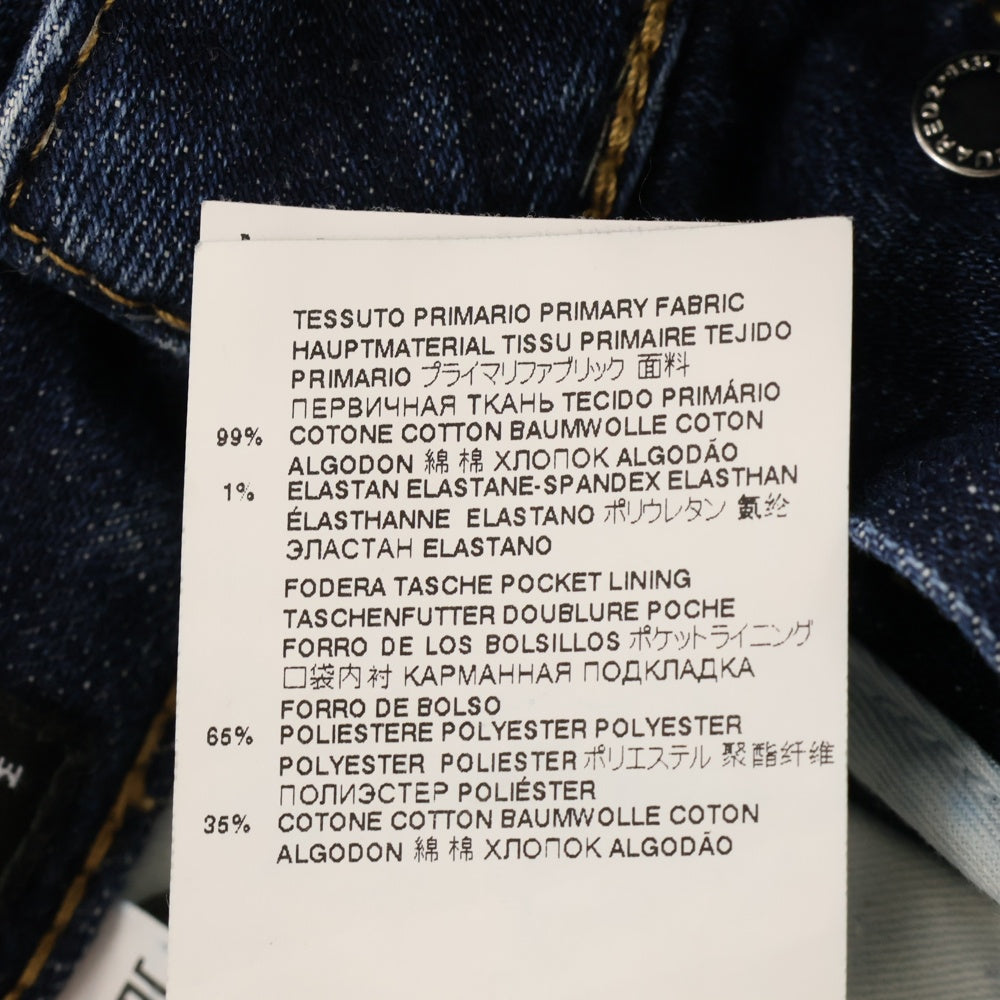 TESSUTO PRIMARIO PRIMARY FABRIC
HAUPTMATERIAL TISSU PRIMAIRE TEJIDO
PRIMARIO プライマリファブリック 面料
ПЕРВИЧНАЯ ТКАНЬ TECIDO PRIMÁRIO
99% COTONE COTTON BAUMWOLLE COTON
ALGODON 綿 棉 ХЛОПОК ALGODÃO
1% ELASTAN ELASTANE-SPANDEX ELASTHAN
ÉLASTHANNE ELASTANO ポリウレタン 氨纶
ЭЛАСТАН ELASTANO
FODERA TASCHE POCKET LINING
TASCHENFUTTER DOUBLURE POCHE
FORRO DE LOS BOLSILLOS ポケットライニング
口袋内衬 КАРМАННАЯ ПОДКЛАДКА
FORRO DE BOLSO
65% POLIESTERE POLYESTER POLYESTER
POLYESTER POLIESTER ポリエステル 聚酯纤维
ПОЛИЭСТЕР POLIÉSTER
35% COTONE COTTON BAUMWOLLE COTON
ALGODON 綿 棉 ХЛОПОК ALGODÃO
M